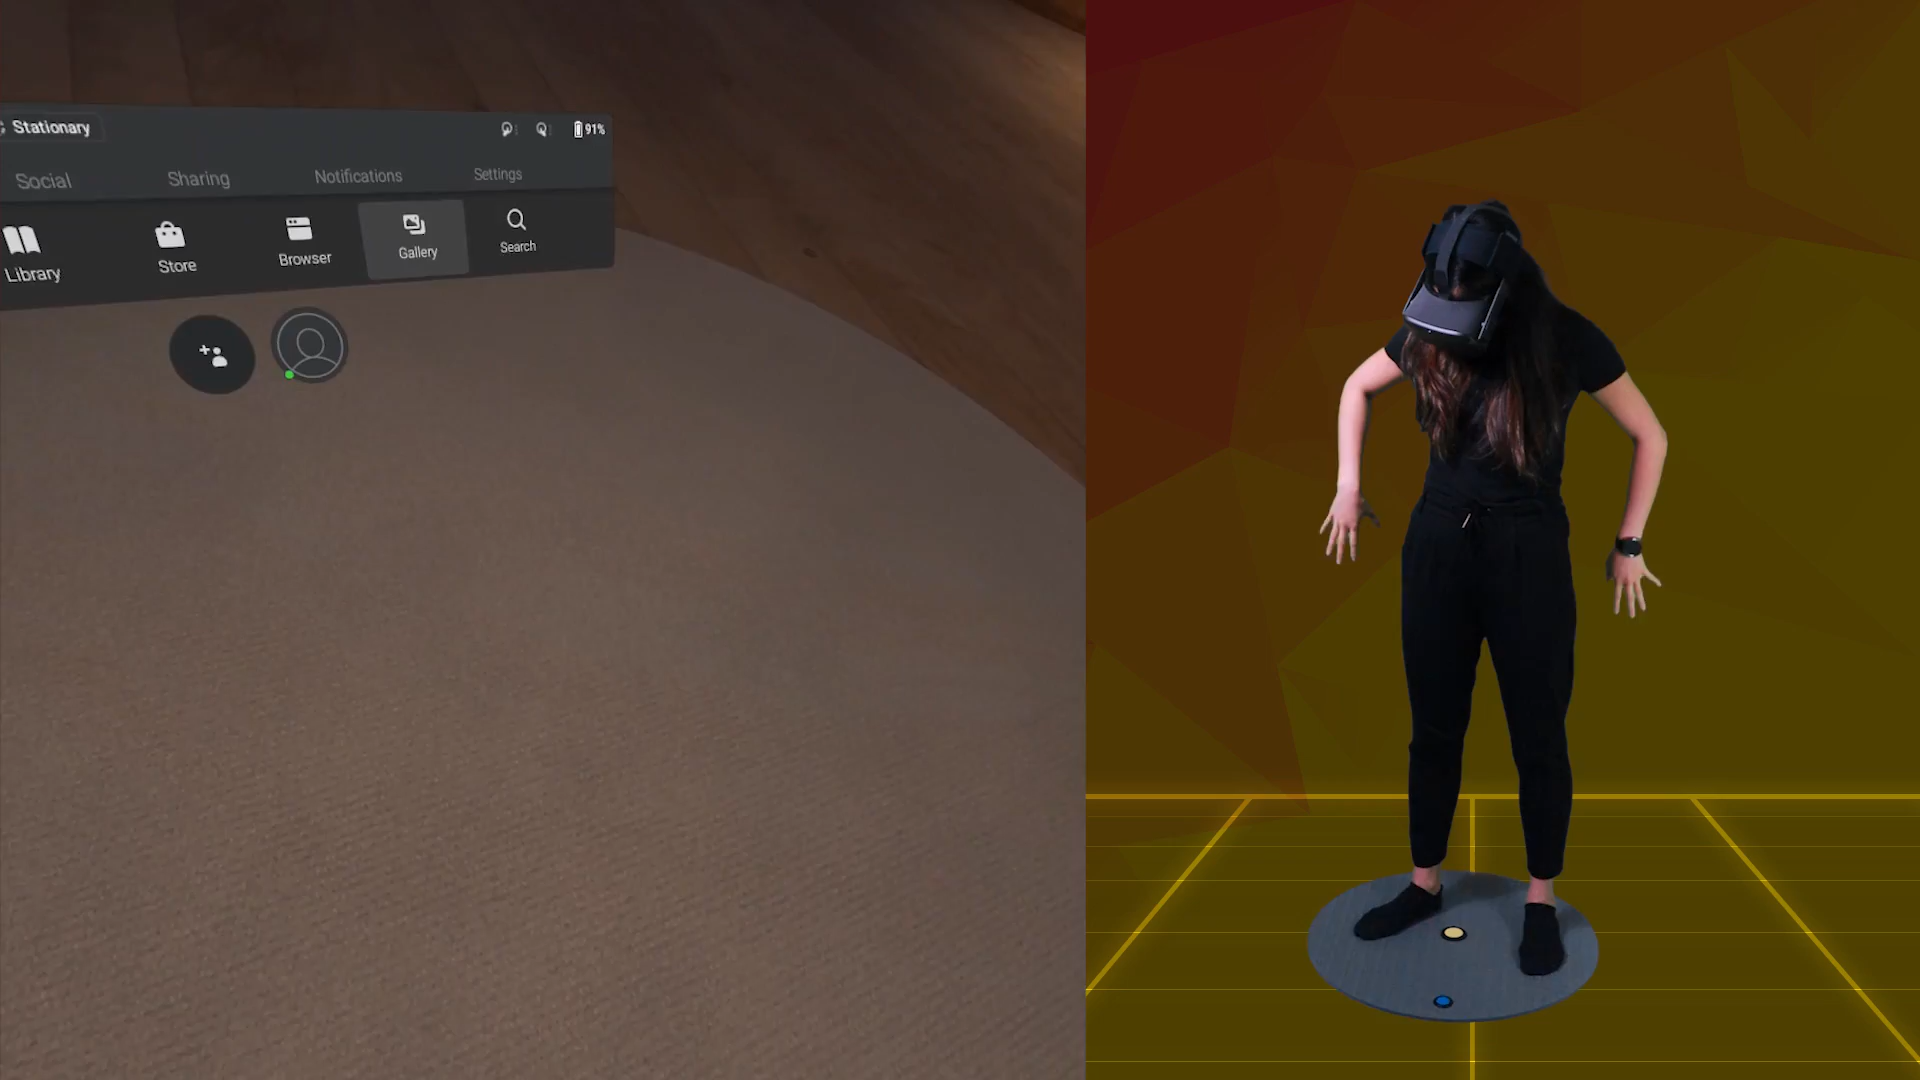 Stationary
91%
Social
Sharing
Notifications
Settings
Library
Store
Browser
Gallery
Search